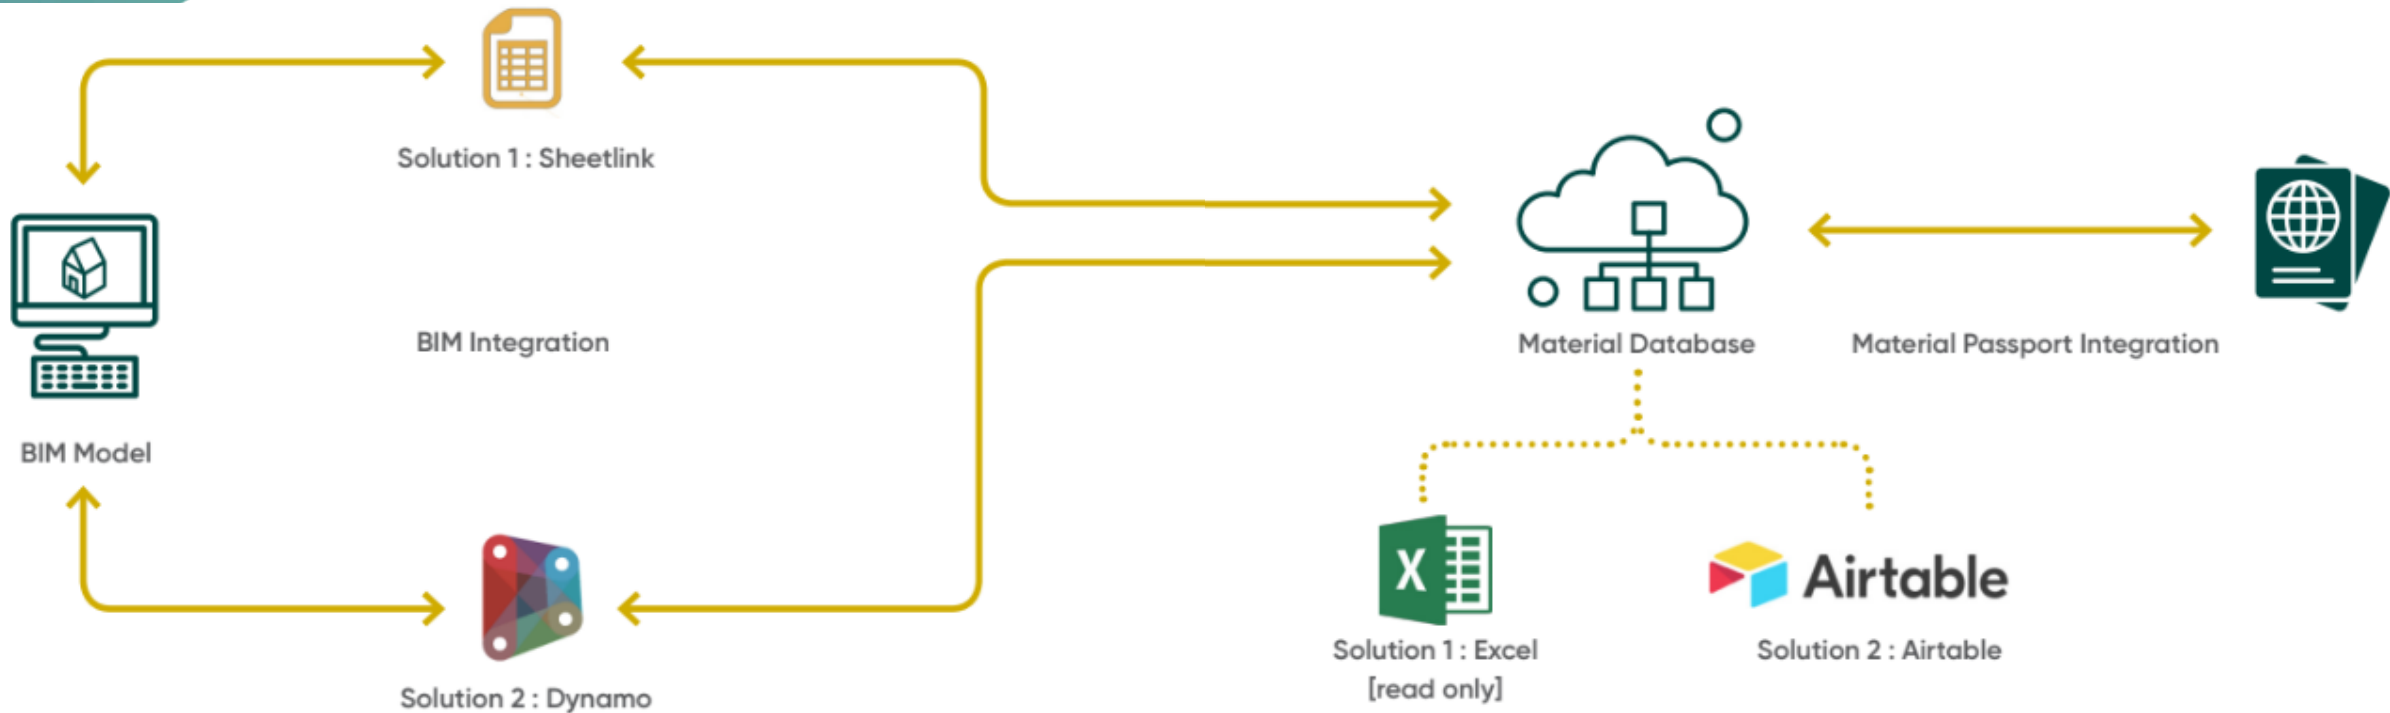 Solution 1 : Sheetlink
BIM Integration
BIM Model
Solution 2 : Dynamo
Material Database
Material Passport Integration
X
Airtable
Solution 1 : Excel
[read only]
Solution 2 : Airtable